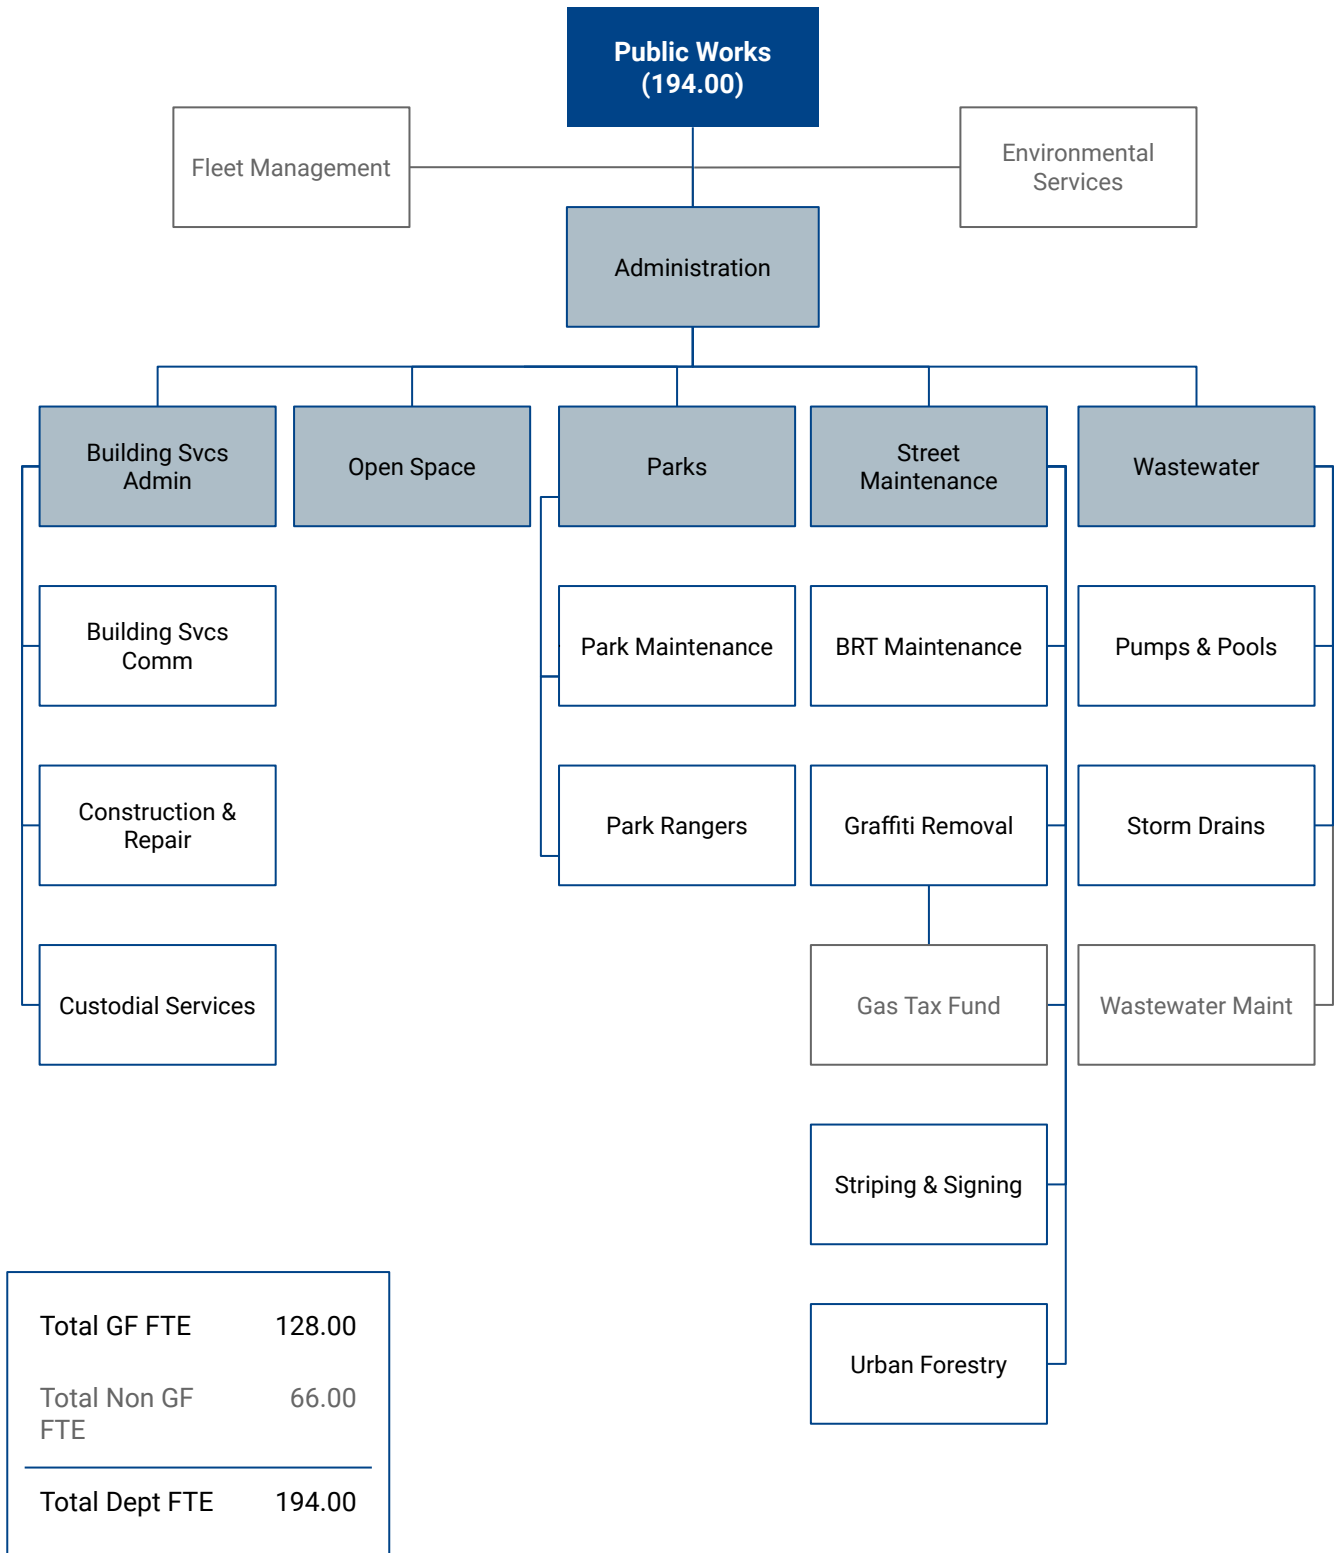 Public Works
(194.00)
Fleet Management
Environmental
Services
Administration
Building Svcs
Admin
Open Space
Parks
Street
Maintenance
Wastewater
Building Svcs
Comm
Park Maintenance
BRT Maintenance
Pumps & Pools
Construction &
Repair
Park Rangers
Graffiti Removal
Storm Drains
Custodial Services
Gas Tax Fund
Wastewater Maint
Striping & Signing
Urban Forestry
Total GF FTE 128.00
Total Non GF 66.00
FTE
Total Dept FTE 194.00